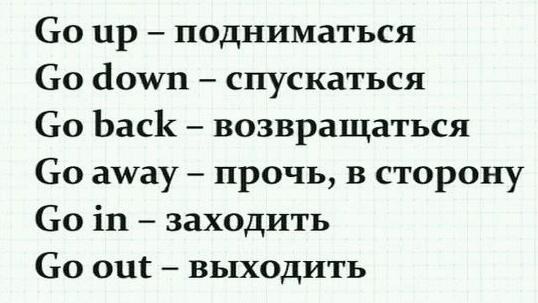 Go up – подниматься
Go down – спускаться
Go back – возвращаться
Go away – прочь, в сторону
Go in – заходить
Go out – выходить